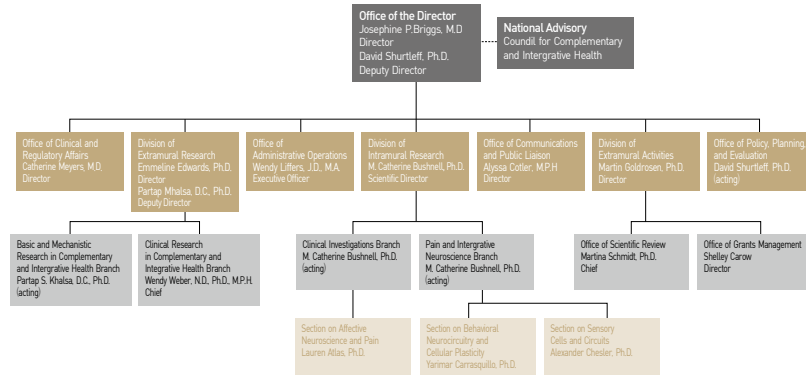 Office of the Director
Josephine P.Briggs, M.D
Director
David Shurtleff, Ph.D.
Deputy Director
National Advisory
Coundil for Complementary
and Intergrative Health
Office of Clinical and
Regulatory Affairs
Catherine Meyers, M.D.
Director
Division of
Extramural Research
Emmeline Edwards, Ph.D.
Director
Partap Mhalsa, D.C., Ph.D.
Deputy Director
Office of
Administrative Operations
Wendy Liffers, J.D., M.A.
Executive Officer
Division of
Intramural Research
M. Catherine Bushnell, Ph.D.
Scientific Director
Office of Communications
and Public Liaison
Alyssa Cotler, M.P.H
Director
Division of
Extramural Activities
Martin Goldrosen, Ph.D.
Director
Office of Policy, Planning,
and Evaluation
David Shurtleff, Ph.D.
(acting)
Basic and Mechanistic
Research in Complementary
and Intergrative Health Branch
Partap S. Khalsa, D.C., Ph.D.
(acting)
Clinical Research
in Complementary and
Integrative Health Branch
Wendy Weber, N.D., Ph.D., M.P.H.
Chief
Clinical Investigations Branch
M. Catherine Bushnell, Ph.D.
(acting)
Pain and Intergrative
Neuroscience Branch
M. Catherine Bushnell, Ph.D.
(acting)
Office of Scientific Review
Martina Schmidt, Ph.D.
Chief
Office of Grants Management
Shelley Carow
Director
Section on Affective
Neuroscience and Pain
Lauren Atlas, Ph.D.
Section on Behavioral
Neurocircuitry and
Cellular Plasticity
Yarimar Carrasquillo, Ph.D.
Section on Sensory
Cells and Circuits
Alexander Chesler, Ph.D.